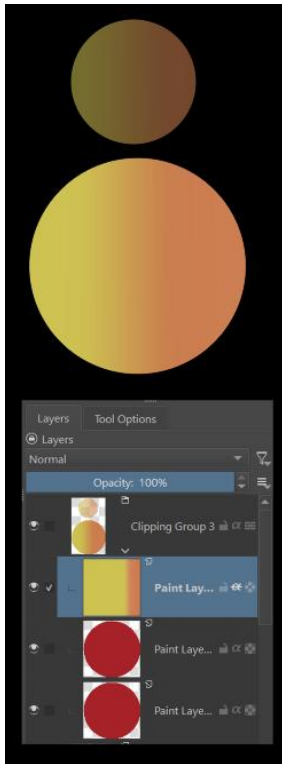 Layers
Tool Options
Layers
Normal
Opacity: 100%
Clipping Group 3
Paint Lay...
Paint Laye...
Paint Laye...